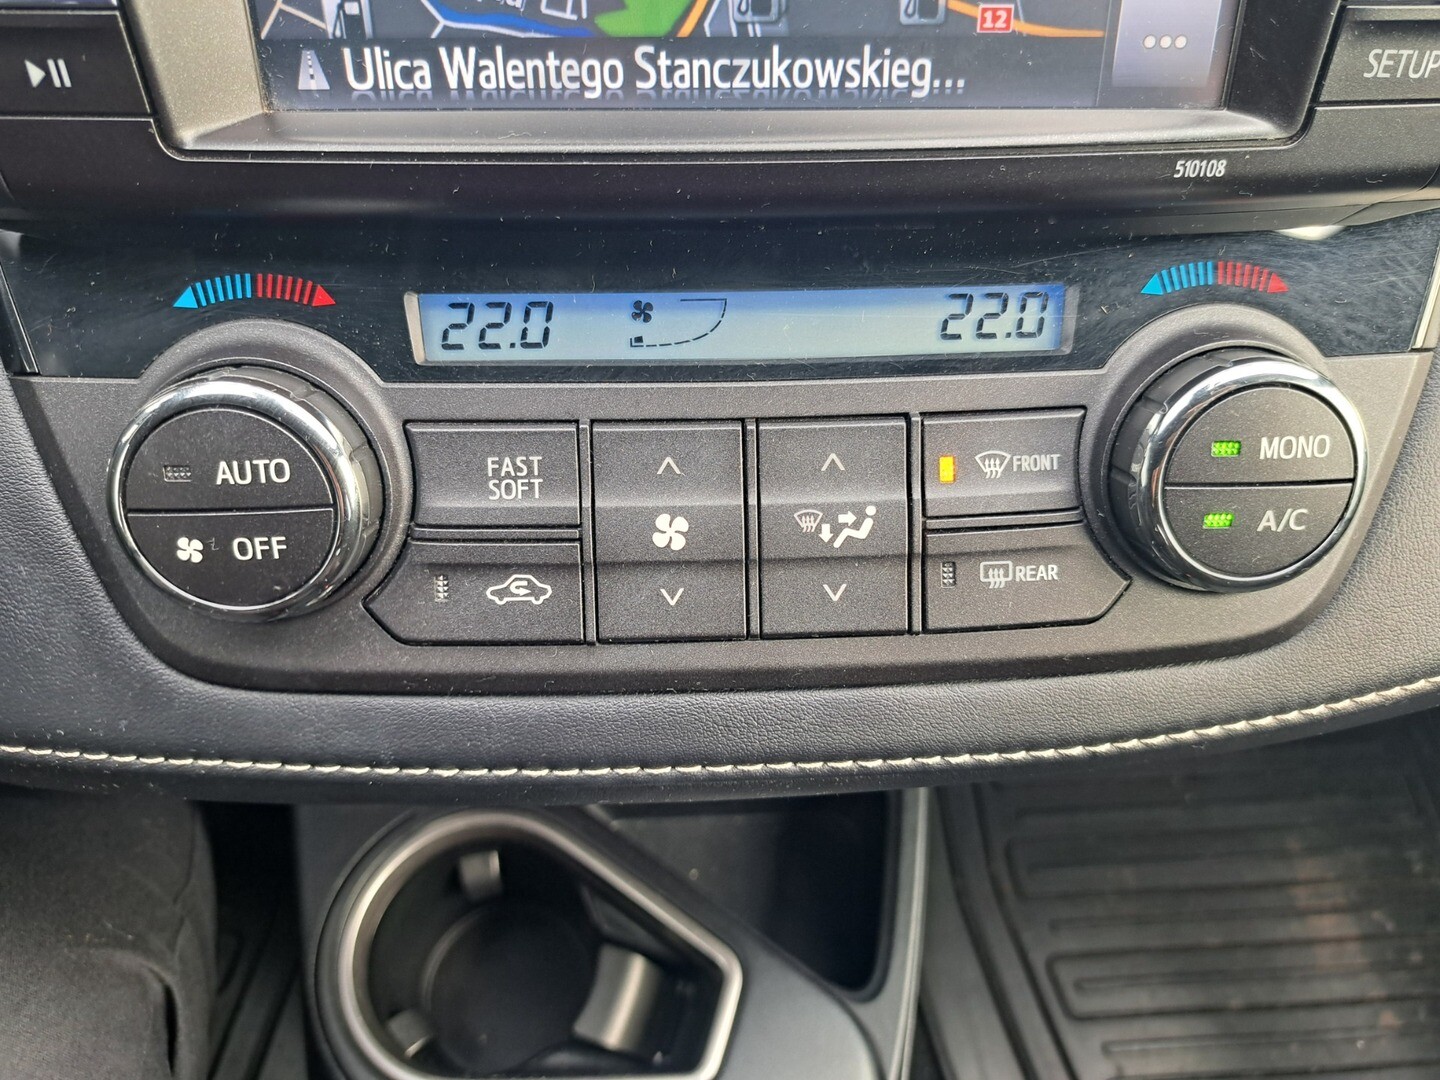 12
Ulica Walentego Stanczukowskieg...
SETUP
510108
22.0
22.0
AUTO
OFF
FAST
SOFT
FRONT
REAR
MONO
A/C